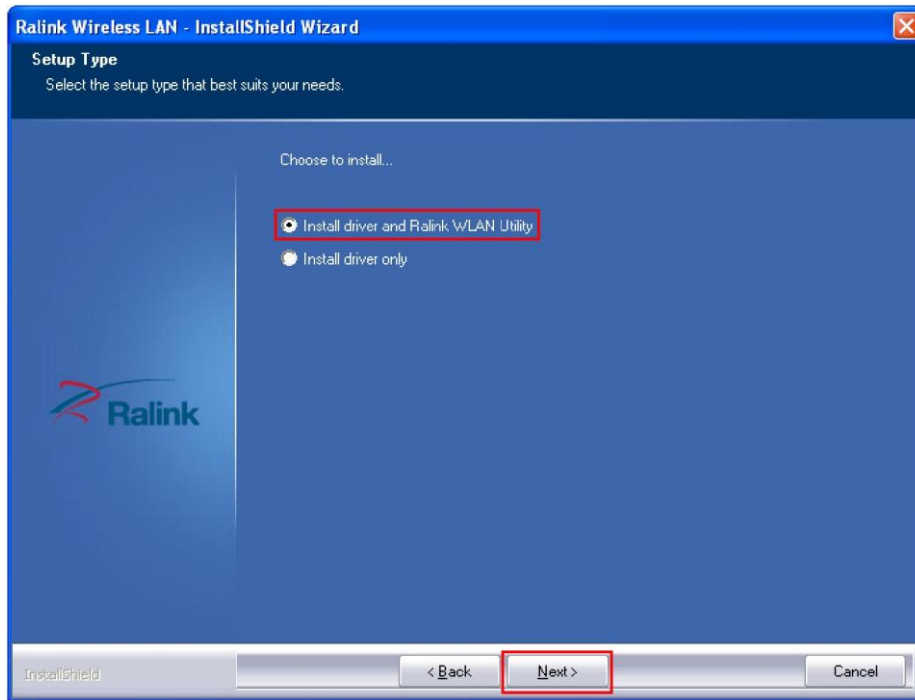 Ralink Wireless LAN - InstallShield Wizard
Setup Type
Select the setup type that best suits your needs.
Choose to install...
Install driver and Ralink WLAN Utility
Install driver only
Ralink
InstallShield
< Back
Next >
Cancel